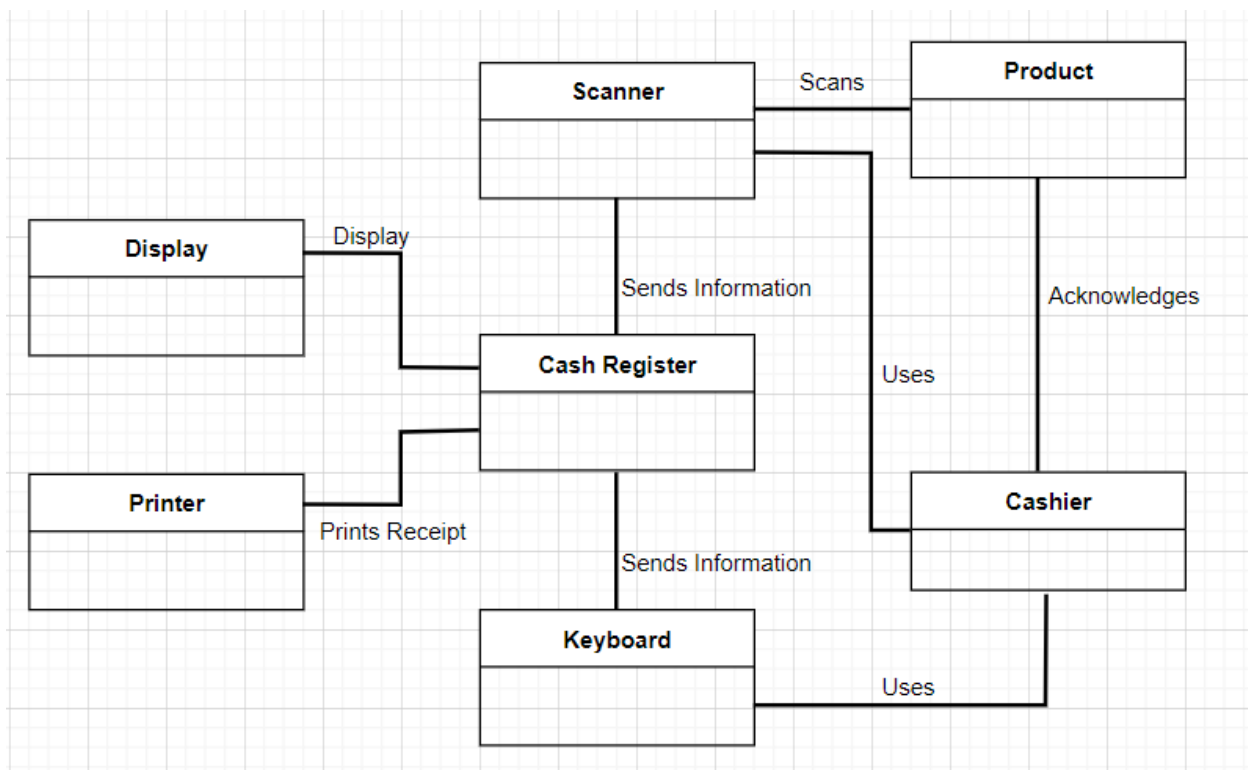 Product
Scanner
Scans
Display
Display
Sends Information
Acknowledges
Cash Register
Uses
Printer
Cashier
Prints Receipt
Sends Information
Keyboard
Uses